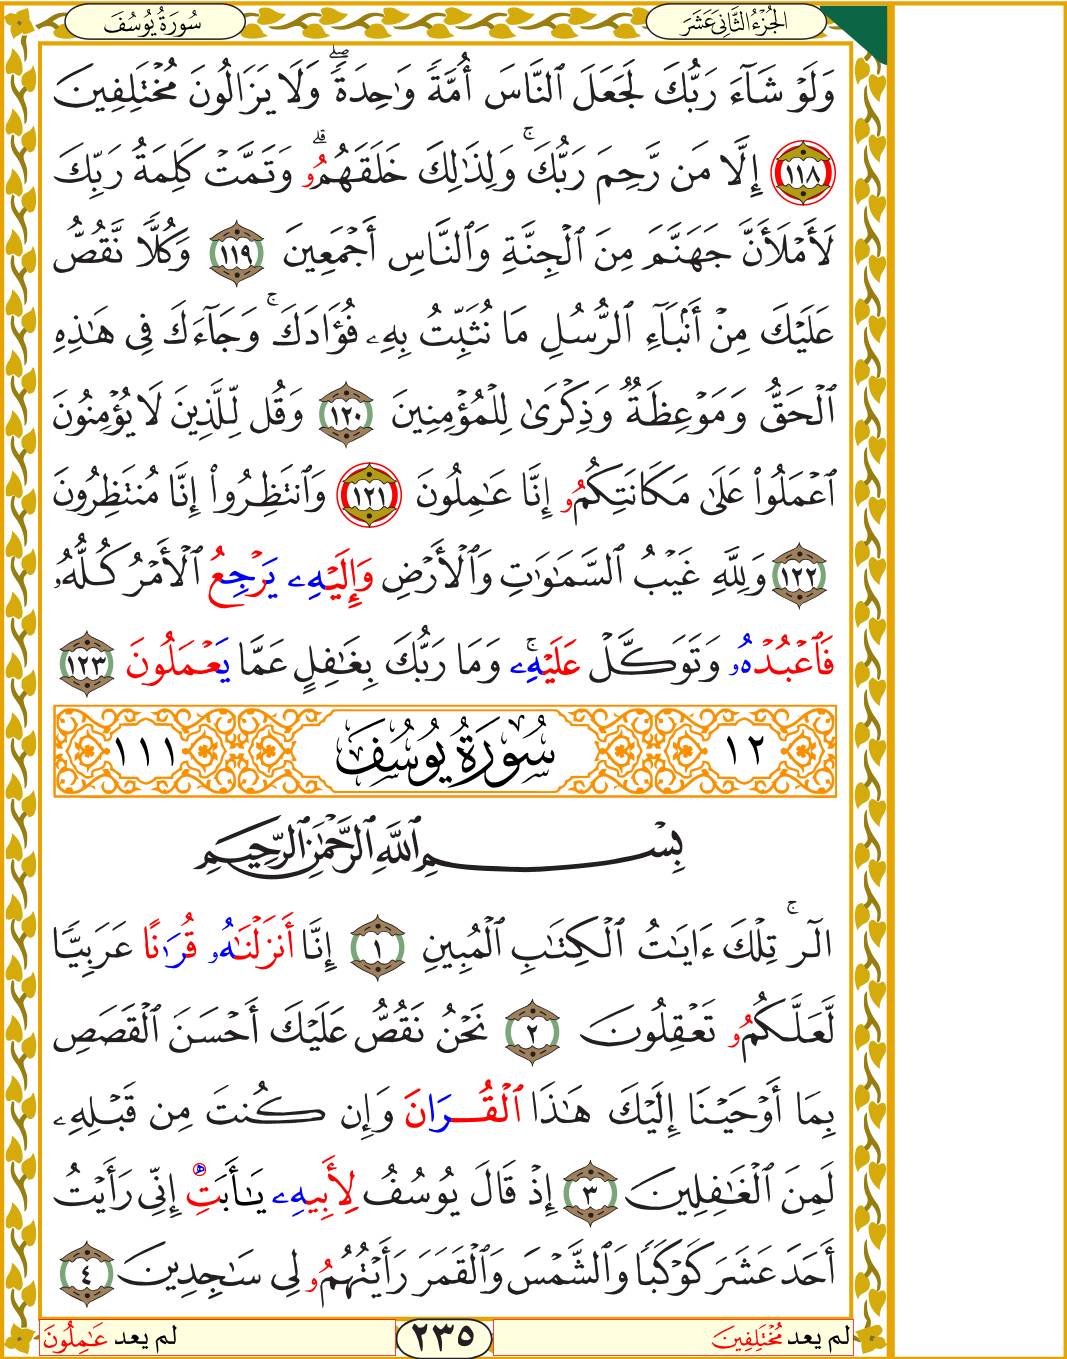 الجُزْءُ الثَّانِي عَشَرَ
سُورَةُ يُوسُفَ
وَلَوْ شَآءَ رَبُّكَ لَجَعَلَ ٱلنَّاسَ أُمَّةٗ وَٰحِدَةٗۖ وَلَا يَزَالُونَ مُخْتَلِفِينَ
١١٨ إِلَّا مَن رَّحِمَ رَبُّكَۚ وَلِذَٰلِكَ خَلَقَهُمُۥۗ وَتَمَّتْ كَلِمَةُ رَبِّكَ
لَأَمْلَأَنَّ جَهَنَّمَ مِنَ ٱلْجِنَّةِ وَٱلنَّاسِ أَجْمَعِينَ ١١٩ وَكُلّٗا نَّقُصُّ
عَلَيْكَ مِنْ أَنۢبَآءِ ٱلرُّسُلِ مَا نُثَبِّتُ بِهِۦ فُؤَادَكَۚ وَجَآءَكَ فِي هَٰذِهِ
ٱلْحَقُّ وَمَوْعِظَةٞ وَذِكْرَىٰ لِلْمُؤْمِنِينَ ١٢٠ وَقُل لِّلَّذِينَ لَا يُؤْمِنُونَ
ٱعْمَلُواْ عَلَىٰ مَكَانَتِكُمُۥ إِنَّا عَٰمِلُونَ ١٢١ وَٱنتَظِرُوٓاْ إِنَّا مُنتَظِرُونَ
١٢٢ وَلِلَّهِ غَيْبُ ٱلسَّمَٰوَٰتِ وَٱلْأَرْضِ وَإِلَيْهِۦ يَرْجِعُ ٱلْأَمْرُ كُلُّهُۥ
فَٱعْبُدْهُۥ وَتَوَكَّلْ عَلَيْهِۦۚ وَمَا رَبُّكَ بِغَٰفِلٍ عَمَّا يَعْمَلُونَ ١٢٣
١٢ سُورَةُ يُوسُفَ ١١١
بِسْمِ ٱللَّهِ ٱلرَّحْمَٰنِ ٱلرَّحِيمِ
الٓرۚ تِلْكَ ءَايَٰتُ ٱلْكِتَٰبِ ٱلْمُبِينِ ١ إِنَّآ أَنزَلْنَٰهُۥ قُرَٰنًا عَرَبِيّٗا
لَّعَلَّكُمُۥ تَعْقِلُونَ ٢ نَحْنُ نَقُصُّ عَلَيْكَ أَحْسَنَ ٱلْقَصَصِ
بِمَآ أَوْحَيْنَآ إِلَيْكَ هَٰذَا ٱلْقُرَانَ وَإِن كُنتَ مِن قَبْلِهِۦ
لَمِنَ ٱلْغَٰفِلِينَ ٣ إِذْ قَالَ يُوسُفُ لِأَبِيهِۦ يَٰٓأَبَتِ إِنِّي رَأَيْتُ
أَحَدَ عَشَرَ كَوْكَبٗا وَٱلشَّمْسَ وَٱلْقَمَرَ رَأَيْتُهُمُۥ لِي سَٰجِدِينَ ٤
لم يعد مُخْتَلِفِينَ
٢٣٥
لم يعد عَٰمِلُونَ